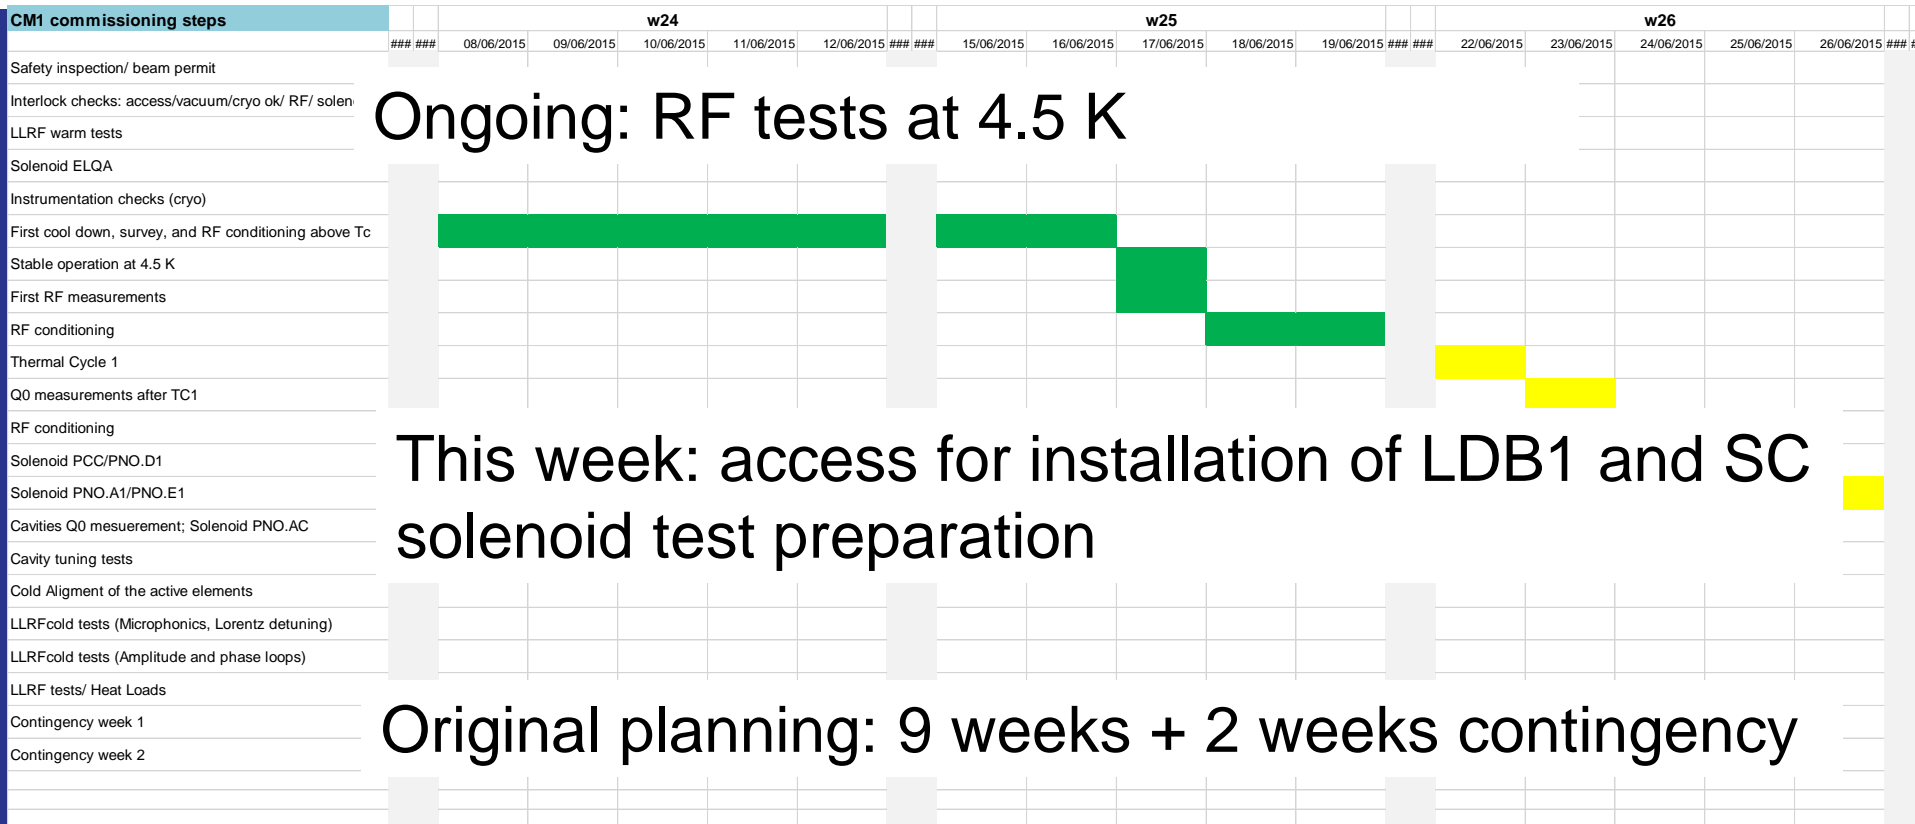 CM1 commissioning steps w24 w25 w26
### ### 08/06/2015 09/06/2015 10/06/2015 11/06/2015 12/06/2015 ### ### 15/06/2015 16/06/2015 17/06/2015 18/06/2015 19/06/2015 ### ### 22/06/2015 23/06/2015 24/06/2015 25/06/2015 26/06/2015 ###
Safety inspection/ beam permit
Interlock checks: access/vacuum/cryo ok/ RF/ solen
Ongoing: RF tests at 4.5 K
LLRF warm tests
Solenoid ELQA
Instrumentation checks (cryo)
First cool down, survey, and RF conditioning above Tc
Stable operation at 4.5 K
First RF measurements
RF conditioning
Thermal Cycle 1
Q0 measurements after TC1
RF conditioning
This week: access for installation of LDB1 and SC
solenoid test preparation
Solenoid PCC/PNO.D1
Solenoid PNO.A1/PNO.E1
Cavities Q0 mesuerement; Solenoid PNO.AC
Cavity tuning tests
Cold Aligment of the active elements
LLRFcold tests (Microphonics, Lorentz detuning)
LLRFcold tests (Amplitude and phase loops)
LLRF tests/ Heat Loads
Contingency week 1
Original planning: 9 weeks + 2 weeks contingency
Contingency week 2